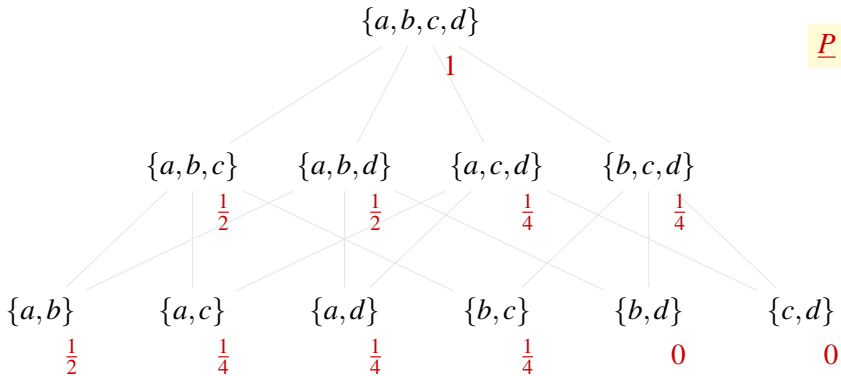 {a,b,c,d}
P
1
{a,b,c} {a,b,d} {a,c,d} {b,c,d}
1/2 1/2 1/4 1/4
{a,b} {a,c} {a,d} {b,c} {b,d} {c,d}
1/2 1/4 1/4 1/4 0 0